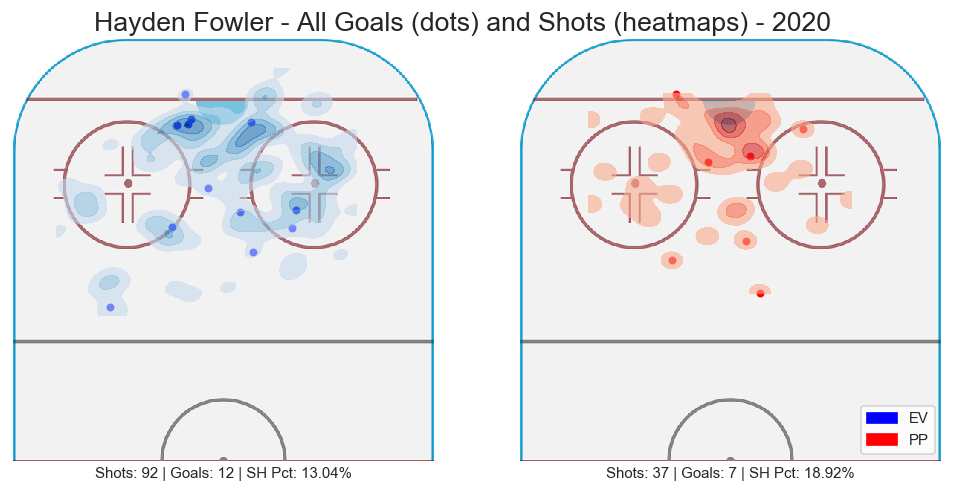 Hayden Fowler - All Goals (dots) and Shots (heatmaps) - 2020
EV
PP
Shots: 92 | Goals: 12 | SH Pct: 13.04%
Shots: 37 | Goals: 7 | SH Pct: 18.92%